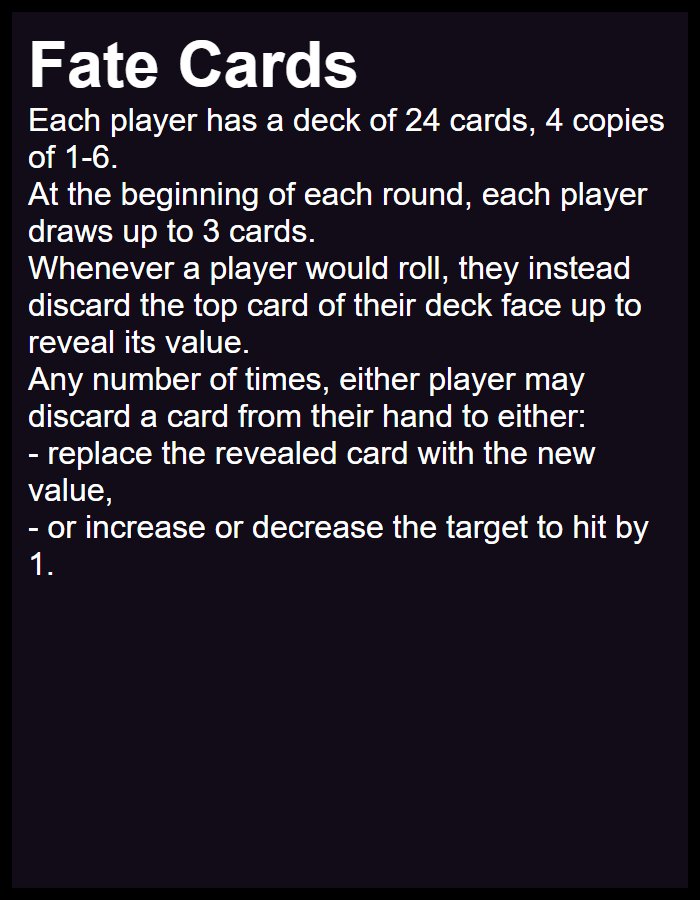 Fate Cards
Each player has a deck of 24 cards, 4 copies
of 1-6.
At the beginning of each round, each player
draws up to 3 cards.
Whenever a player would roll, they instead
discard the top card of their deck face up to
reveal its value.
Any number of times, either player may
discard a card from their hand to either:
- replace the revealed card with the new
value,
- or increase or decrease the target to hit by
1.